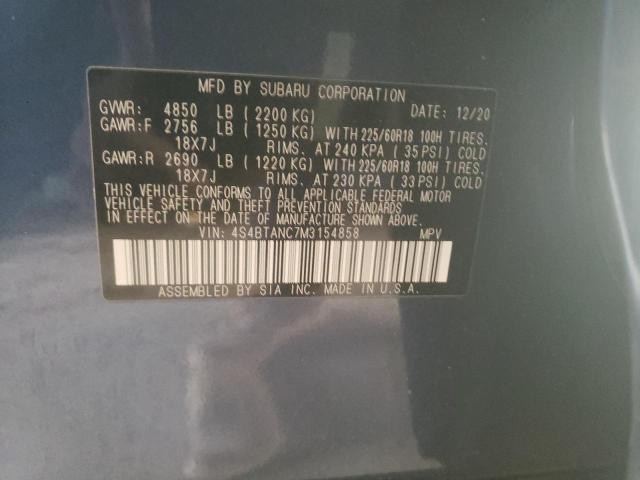 MFD BY SUBARU CORPORATION
GVWR: 4850 LB ( 2200 KG) DATE: 12/20
GAWR:F 2756 LB ( 1250 KG) WITH 225/60R18 100H TIRES.
18X7J RIMS. AT 240 KPA ( 35 PSI) COLD
GAWR:R 2690 LB ( 1220 KG) WITH 225/60R18 100H TIRES.
18X7J RIMS. AT 230 KPA ( 33 PSI) COLD
THIS VEHICLE CONFORMS TO ALL APPLICABLE FEDERAL MOTOR
VEHICLE SAFETY AND THEFT PREVENTION STANDARDS
IN EFFECT ON THE DATE OF MANUFACTURE SHOWN ABOVE.
VIN: 4S4BTANC7M3154858 MPV
ASSEMBLED BY SIA INC. MADE IN U.S.A.